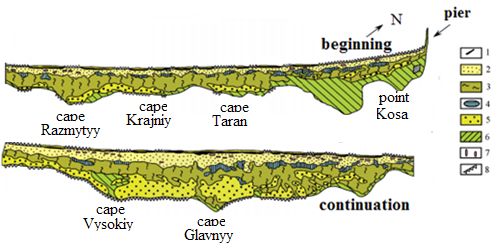 N
pier
beginning
cape
Razmytyy
cape
Krajniy
cape
Taran
point
Kosa
1
2
3
4
5
6
7
8
cape
Vysokiy
cape
Glavnyy
continuation